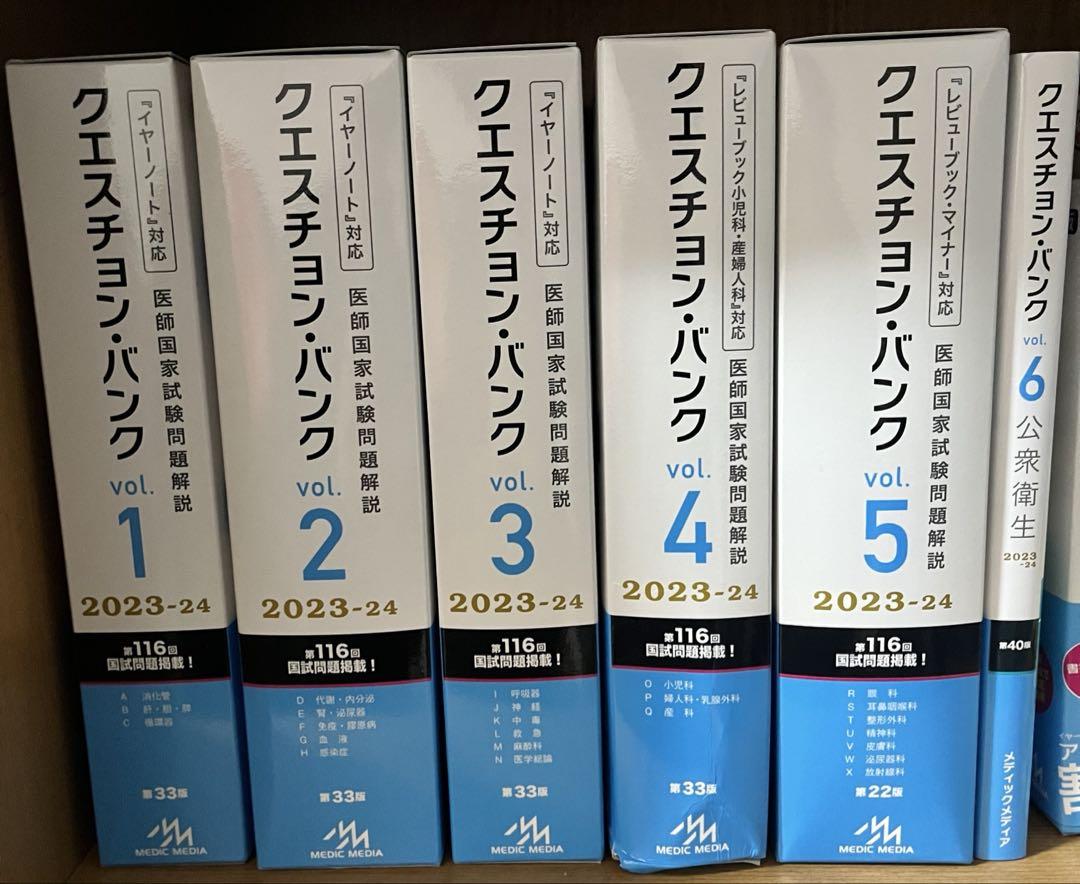 クエスチョン・バンク
『イヤーノート』対応
医師国家試験問題解説
vol.
1
2023-24
第116回
国試問題掲載！
A 消化管
B 肝・胆・膵
C 循環器
第33版
MEDIC MEDIA
クエスチョン・バンク
『イヤーノート』対応
医師国家試験問題解説
vol.
2
2023-24
第116回
国試問題掲載！
D 代謝・内分泌
E 腎・泌尿器
F 免疫・膠原病
G 血液
H 感染症
第33版
MEDIC MEDIA
クエスチョン・バンク
『イヤーノート』対応
医師国家試験問題解説
vol.
3
2023-24
第116回
国試問題掲載！
I 呼吸器
J 神経
K 中毒
L 救急
M 麻酔科
N 医学総論
第33版
MEDIC MEDIA
クエスチョン・バンク
『レビューブック小児科・産婦人科』対応
医師国家試験問題解説
vol.
4
2023-24
第116回
国試問題掲載！
O 小児科
P 婦人科・乳腺外科
Q 産科
第33版
MEDIC MEDIA
クエスチョン・バンク
『レビューブック・マイナー』対応
医師国家試験問題解説
vol.
5
2023-24
第116回
国試問題掲載！
R 眼科
S 耳鼻咽喉科
T 整形外科
U 精神科
V 皮膚科
W 泌尿器科
X 放射線科
第22版
MEDIC MEDIA
クエスチョン・バンク
vol.
6
公衆衛生
2023
-24
第40版
メディックメディア
書
イヤー
ア
割